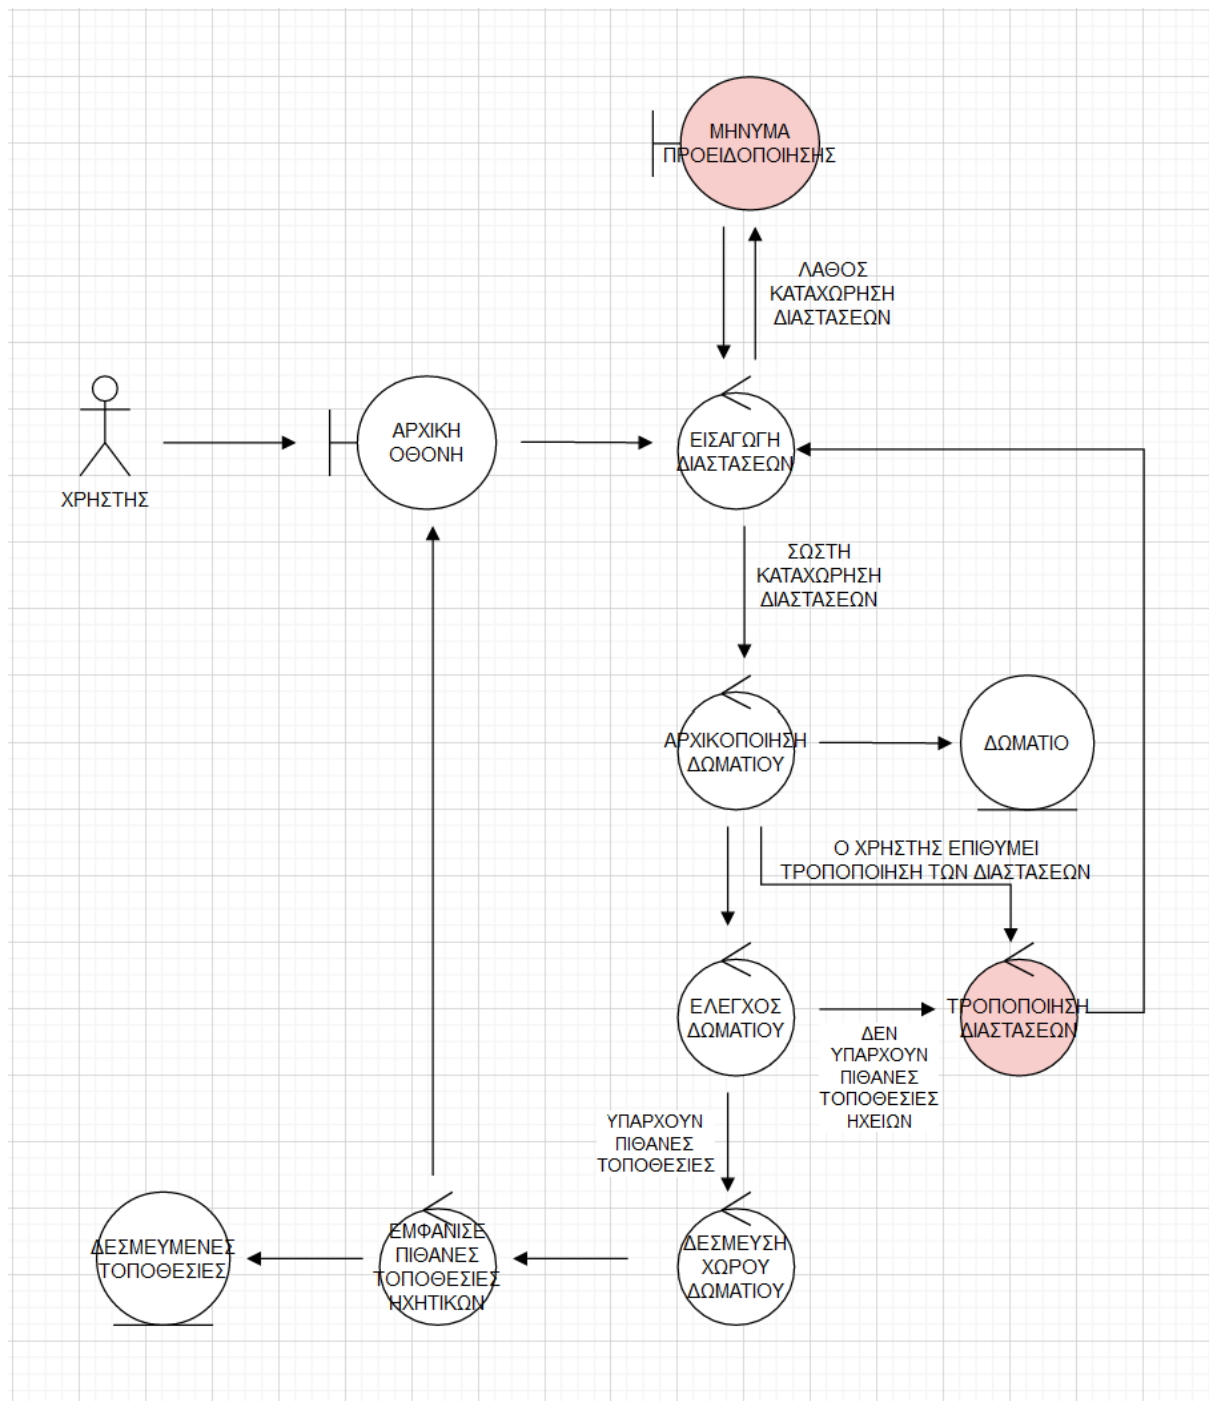 ΜΗΝΥΜΑ
ΠΡΟΕΙΔΟΠΟΙΗΣΗΣ
ΛΑΘΟΣ
ΚΑΤΑΧΩΡΗΣΗ
ΔΙΑΣΤΑΣΕΩΝ
ΧΡΗΣΤΗΣ
ΑΡΧΙΚΗ
ΟΘΟΝΗ
ΕΙΣΑΓΩΓΗ
ΔΙΑΣΤΑΣΕΩΝ
ΣΩΣΤΗ
ΚΑΤΑΧΩΡΗΣΗ
ΔΙΑΣΤΑΣΕΩΝ
ΑΡΧΙΚΟΠΟΙΗΣΗ
ΔΩΜΑΤΙΟΥ
ΔΩΜΑΤΙΟ
Ο ΧΡΗΣΤΗΣ ΕΠΙΘΥΜΕΙ
ΤΡΟΠΟΠΟΙΗΣΗ ΤΩΝ ΔΙΑΣΤΑΣΕΩΝ
ΕΛΕΓΧΟΣ
ΔΩΜΑΤΙΟΥ
ΤΡΟΠΟΠΟΙΗΣΗ
ΔΙΑΣΤΑΣΕΩΝ
ΔΕΝ
ΥΠΑΡΧΟΥΝ
ΠΙΘΑΝΕΣ
ΤΟΠΟΘΕΣΙΕΣ
ΗΧΕΙΩΝ
ΥΠΑΡΧΟΥΝ
ΠΙΘΑΝΕΣ
ΤΟΠΟΘΕΣΙΕΣ
ΔΕΣΜΕΥΜΕΝΕΣ
ΤΟΠΟΘΕΣΙΕΣ
ΕΜΦΑΝΙΣΕ
ΠΙΘΑΝΕΣ
ΤΟΠΟΘΕΣΙΕΣ
ΗΧΗΤΙΚΩΝ
ΔΕΣΜΕΥΣΗ
ΧΩΡΟΥ
ΔΩΜΑΤΙΟΥ